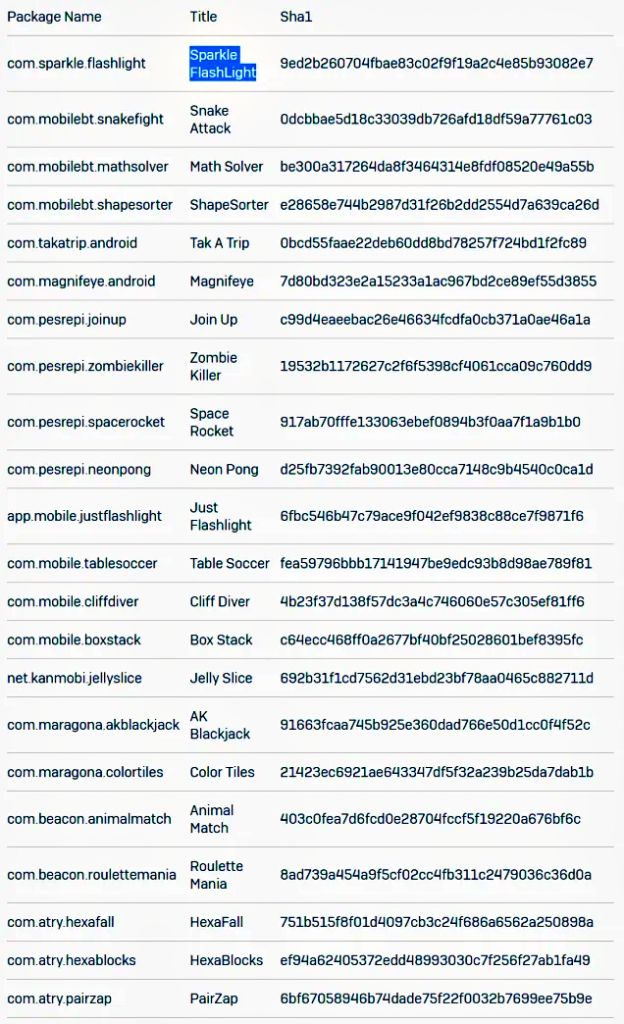 Package Name Title Sha1
com.sparkle.flashlight Sparkle FlashLight 9ed2b260704fbae83c02f9f19a2c4e85b93082e7
com.mobilebt.snakefight Snake Attack 0dcbbae5d18c33039db726afd18df59a77761c03
com.mobilebt.mathsolver Math Solver be300a317264da8f3464314e8fdf08520e49a55b
com.mobilebt.shapesorter ShapeSorter e28658e744b2987d31f26b2dd2554d7a639ca26d
com.takatrip.android Tak A Trip 0bcd55faae22deb60dd8bd78257f724bd1f2fc89
com.magnifeye.android Magnifeye 7d80bd323e2a15233a1ac967bd2ce89ef55d3855
com.pesrepi.joinup Join Up c99d4eaeebac26e46634fcdfa0cb371a0ae46a1a
com.pesrepi.zombiekiller Zombie Killer 19532b1172627c2f6f5398cf4061cca09c760dd9
com.pesrepi.spacerocket Space Rocket 917ab70fffe133063ebef0894b3f0aa7f1a9b1b0
com.pesrepi.neonpong Neon Pong d25fb7392fab90013e80cca7148c9b4540c0ca1d
app.mobile.justflashlight Just Flashlight 6fbc546b47c79ace9f042ef9838c88ce7f9871f6
com.mobile.tablesoccer Table Soccer fea59796bbb17141947be9edc93b8d98ae789f81
com.mobile.cliffdiver Cliff Diver 4b23f37d138f57dc3a4c746060e57c305ef81ff6
com.mobile.boxstack Box Stack c64ecc468ff0a2677bf40bf25028601bef8395fc
net.kanmobi.jellyslice Jelly Slice 692b31f1cd7562d31ebd23bf78aa0465c882711d
com.maragona.akblackjack AK Blackjack 91663fcaa745b925e360dad766e50d1cc0f4f52c
com.maragona.colortiles Color Tiles 21423ec6921ae643347df5f32a239b25da7dab1b
com.beacon.animalmatch Animal Match 403c0fea7d6fcd0e28704fccf5f19220a676bf6c
com.beacon.roulettemania Roulette Mania 8ad739a454a9f5cf02cc4fb311c2479036c36d0a
com.atry.hexafall HexaFall 751b515f8f01d4097cb3c24f686a6562a250898a
com.atry.hexablocks HexaBlocks ef94a62405372edd48993030c7f256f27ab1fa49
com.atry.pairzap PairZap 6bf67058946b74dade75f22f0032b7699ee75b9e